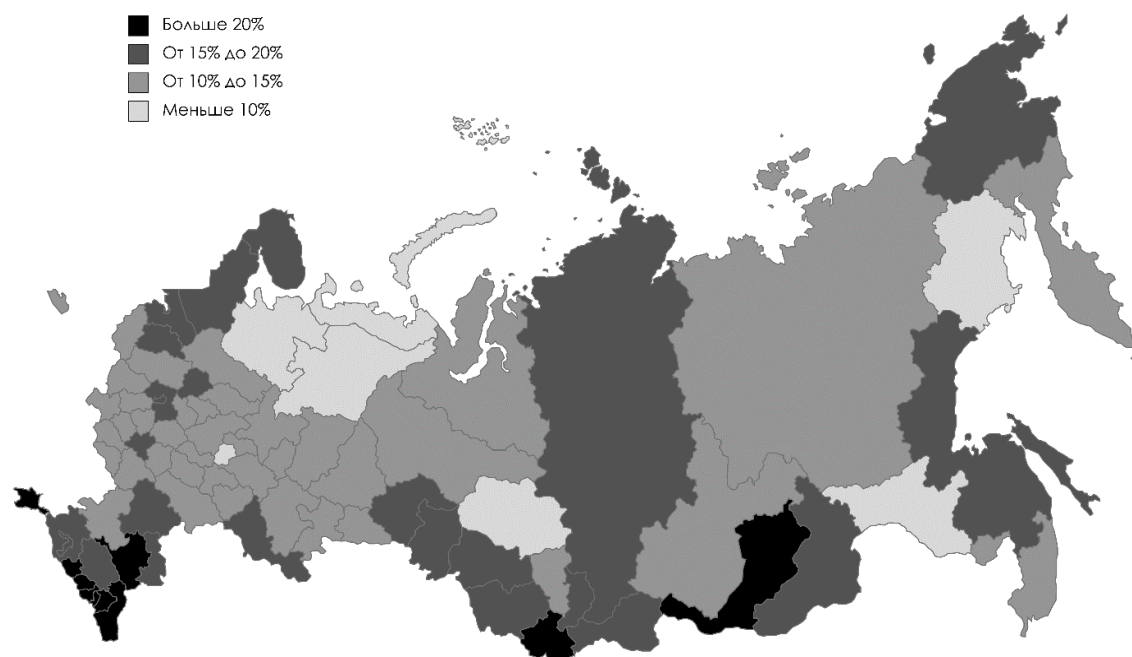 Больше 20%
От 15% до 20%
От 10% до 15%
Меньше 10%